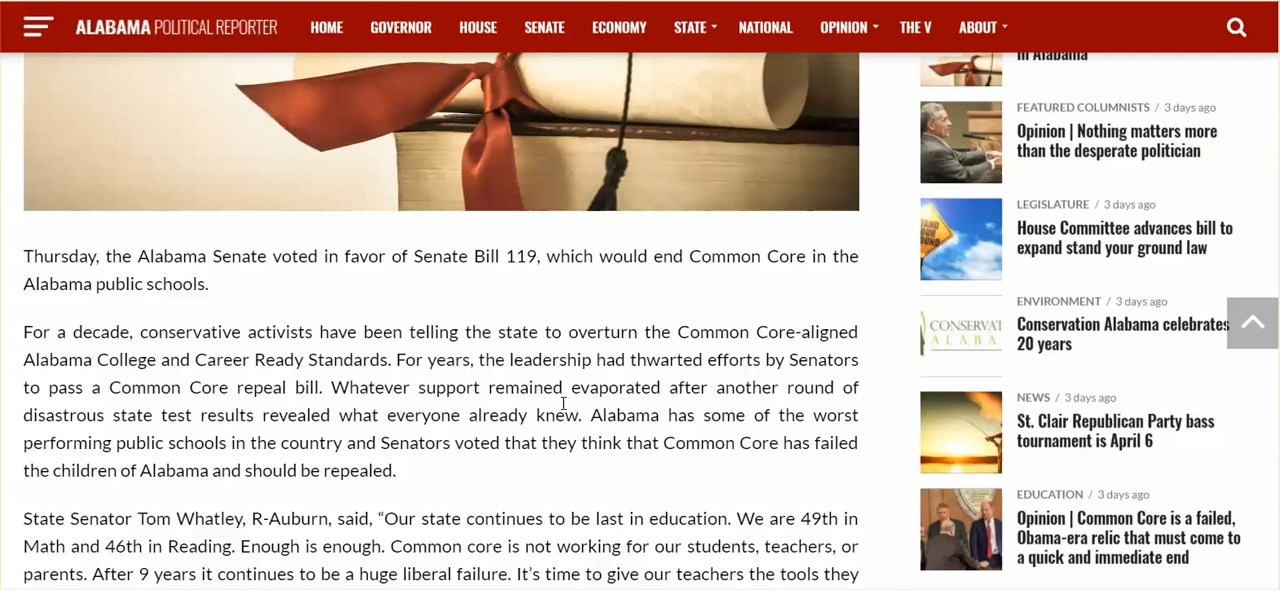 ALABAMA POLITICAL REPORTER
HOME GOVERNOR HOUSE SENATE ECONOMY STATE NATIONAL OPINION THE V ABOUT
Thursday, the Alabama Senate voted in favor of Senate Bill 119, which would end Common Core in the
Alabama public schools.
For a decade, conservative activists have been telling the state to overturn the Common Core-aligned
Alabama College and Career Ready Standards. For years, the leadership had thwarted efforts by Senators
to pass a Common Core repeal bill. Whatever support remained evaporated after another round of
disastrous state test results revealed what everyone already knew. Alabama has some of the worst
performing public schools in the country and Senators voted that they think that Common Core has failed
the children of Alabama and should be repealed.
State Senator Tom Whatley, R-Auburn, said, “Our state continues to be last in education. We are 49th in
Math and 46th in Reading. Enough is enough. Common core is not working for our students, teachers, or
parents. After 9 years it continues to be a huge liberal failure. It’s time to give our teachers the tools they
in Alabama
FEATURED COLUMNISTS / 3 days ago
Opinion | Nothing matters more
than the desperate politician
LEGISLATURE / 3 days ago
House Committee advances bill to
expand stand your ground law
ENVIRONMENT / 3 days ago
CONSERVAT
ALABA
Conservation Alabama celebrates
20 years
NEWS / 3 days ago
St. Clair Republican Party bass
tournament is April 6
EDUCATION / 3 days ago
Opinion | Common Core is a failed,
Obama-era relic that must come to
a quick and immediate end